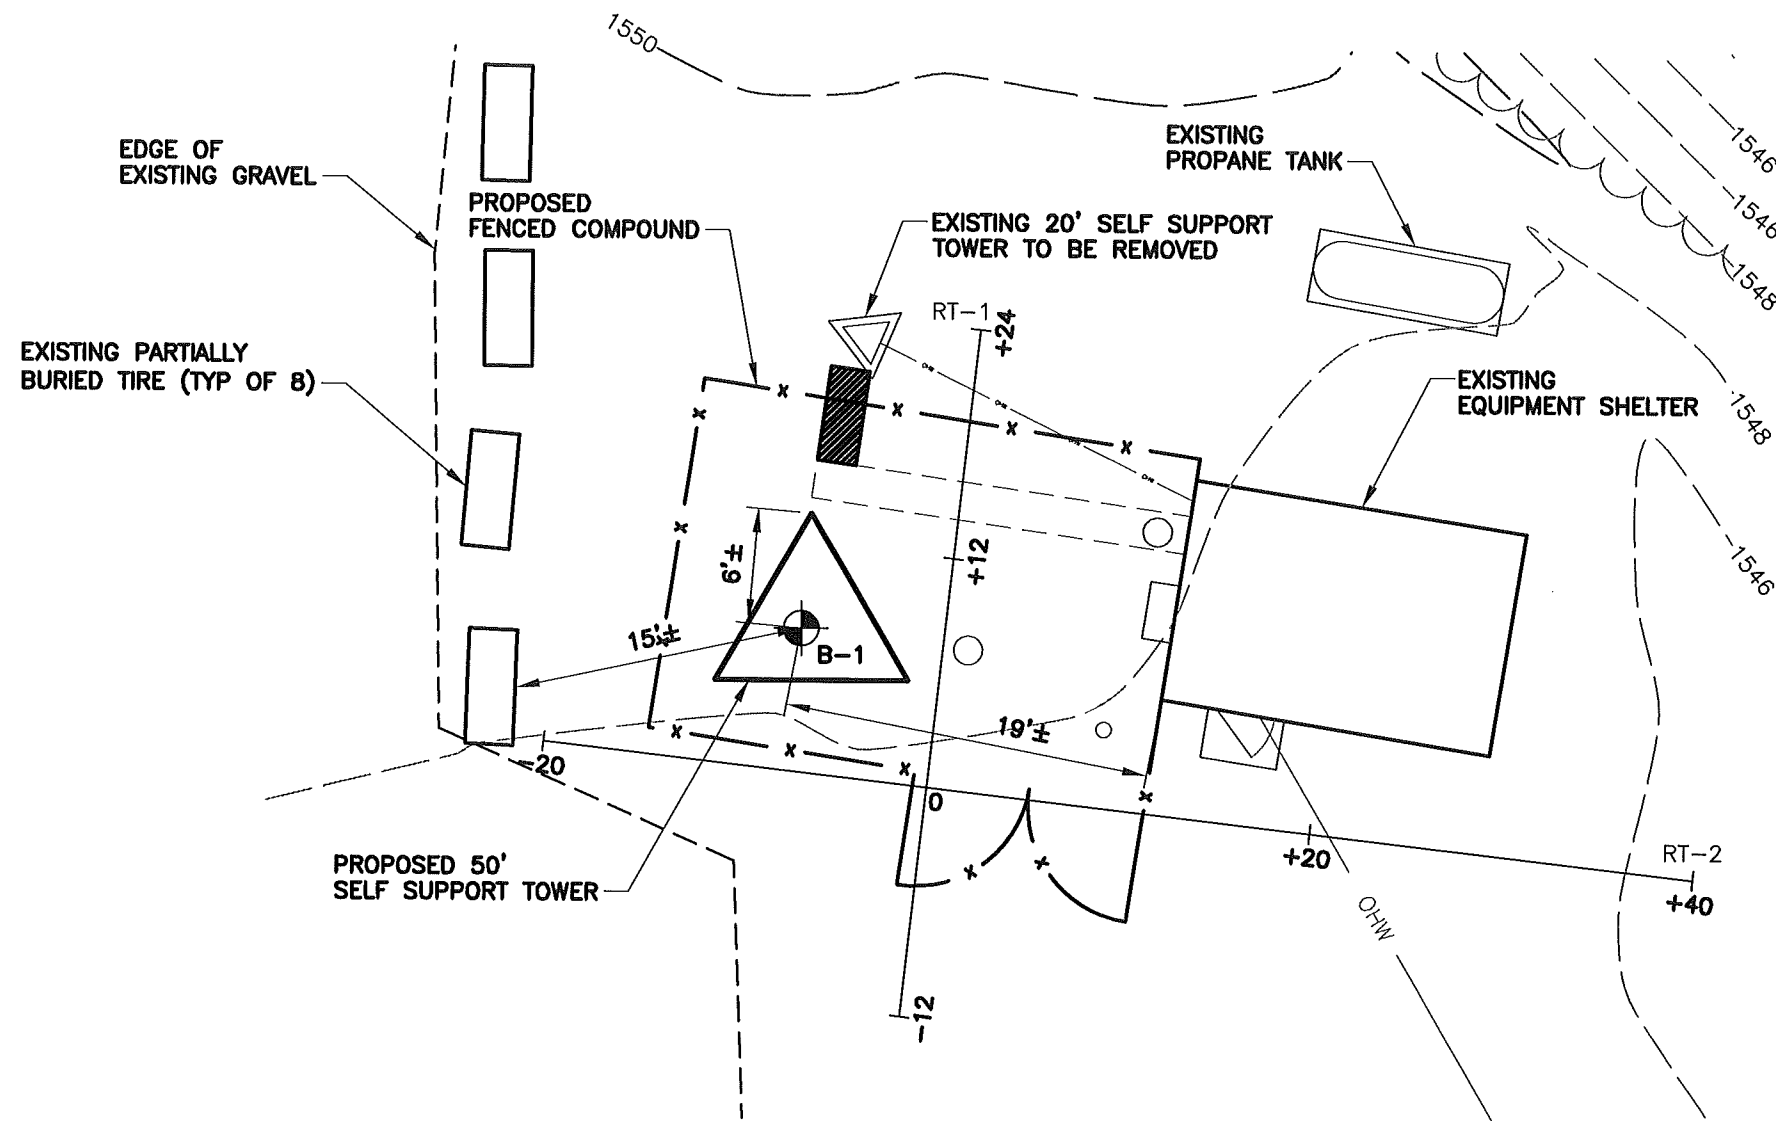 1550
EDGE OF
EXISTING GRAVEL
EXISTING
PROPANE TANK
1546
1546
1548
PROPOSED
FENCED COMPOUND
EXISTING 20' SELF SUPPORT
TOWER TO BE REMOVED
RT-1
+24
EXISTING PARTIALLY
BURIED TIRE (TYP OF 8)
EXISTING
EQUIPMENT SHELTER
1548
1546
x
x
x
x
x
x
6'±
+12
15'±
B-1
19'±
x
x
x
x
-20
0
+20
RT-2
+40
PROPOSED 50'
SELF SUPPORT TOWER
x
x
OHW
-12